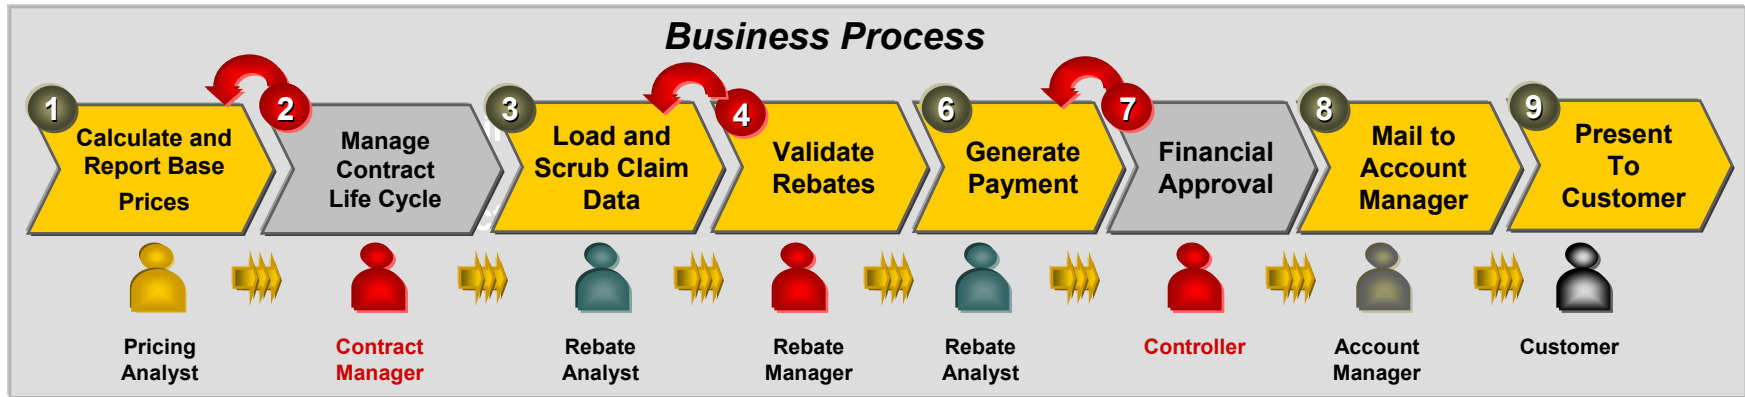 Business Process
1
Calculate and
Report Base
Prices
2
Manage
Contract
Life Cycle
3
Load and
Scrub Claim
Data
4
Validate
Rebates
6
Generate
Payment
7
Financial
Approval
8
Mail to
Account
Manager
9
Present
To
Customer
Pricing
Analyst
Contract
Manager
Rebate
Analyst
Rebate
Manager
Rebate
Analyst
Controller
Account
Manager
Customer